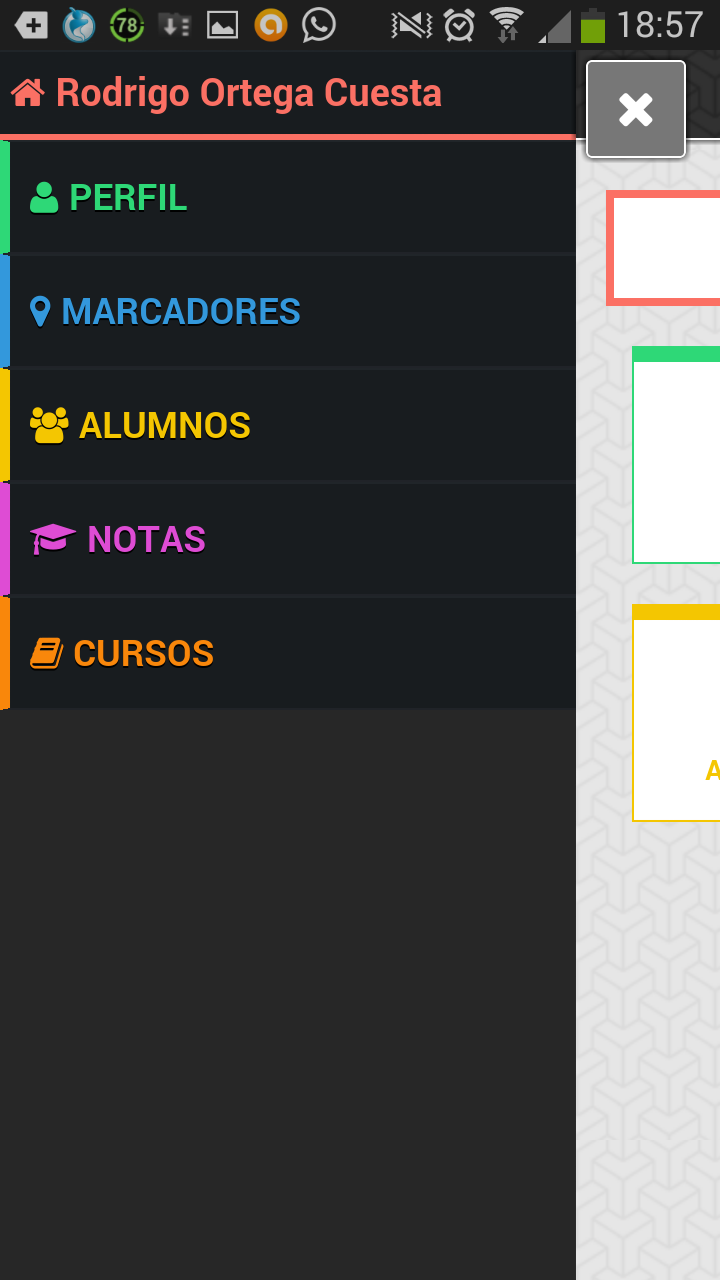 78
18:57
Rodrigo Ortega Cuesta
PERFIL
MARCADORES
ALUMNOS
NOTAS
CURSOS
A